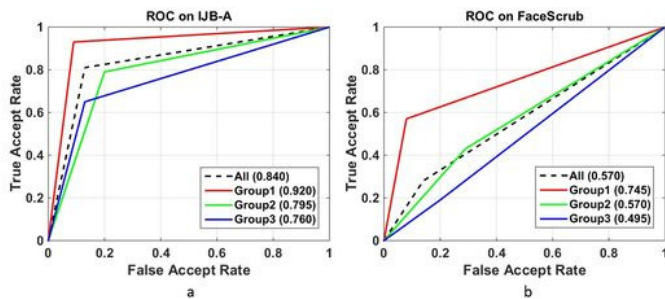 ROC on IJB-A
True Accept Rate
1
0.8
0.6
0.4
0.2
0
All (0.840)
Group1 (0.920)
Group2 (0.795)
Group3 (0.760)
0 0.2 0.4 0.6 0.8 1
False Accept Rate
a
ROC on FaceScrub
True Accept Rate
1
0.8
0.6
0.4
0.2
0
All (0.570)
Group1 (0.745)
Group2 (0.570)
Group3 (0.495)
0 0.2 0.4 0.6 0.8 1
False Accept Rate
b